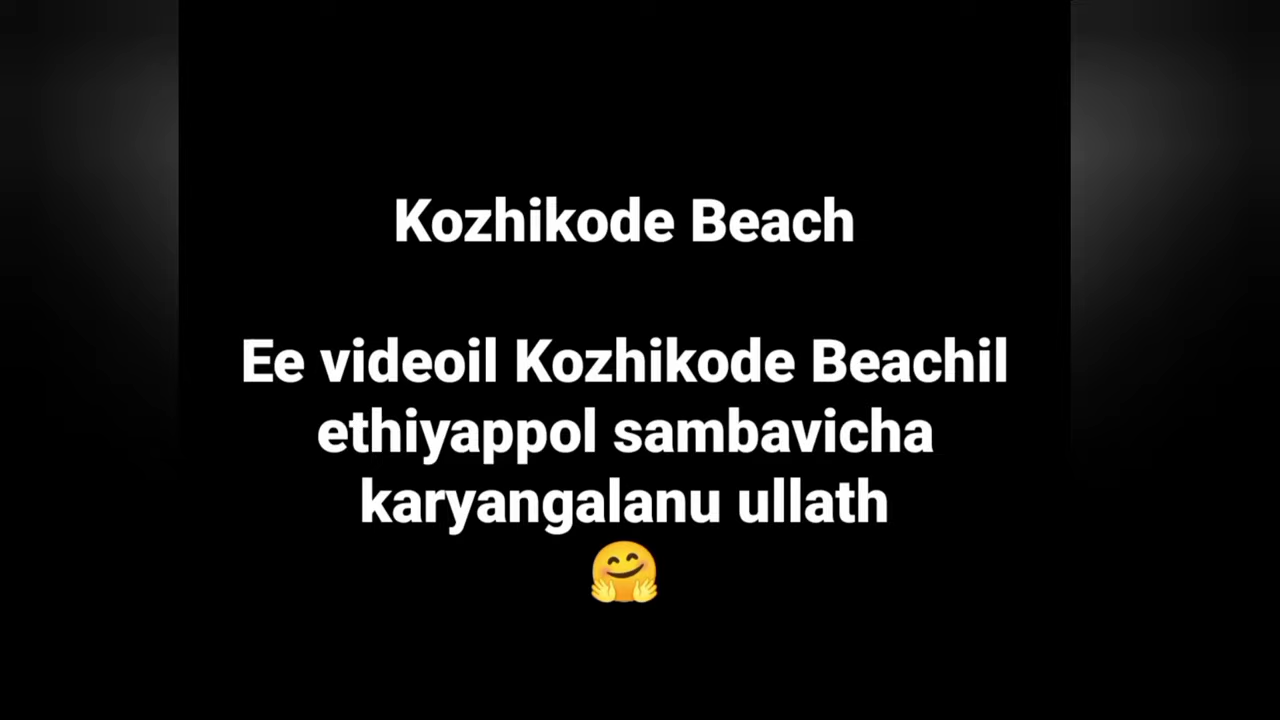 Kozhikode Beach
Ee videoil Kozhikode Beachil
ethiyappol sambavicha
karyangalanu ullath
🤗